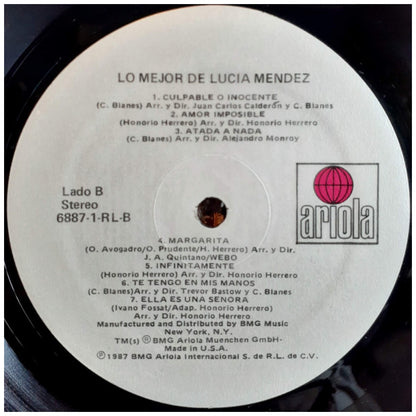 LO MEJOR DE LUCIA MENDEZ
1. CULPABLE O INOCENTE
(C. Blanes) Arr. y Dir. Juan Carlos Calderón y C. Blanes
2. AMOR IMPOSIBLE
(Honorio Herrero) Arr. y Dir. Honorio Herrero
3. ATADA A NADA
(C. Blanes) Arr. y Dir. Alejandro Monroy
Lado B
Stereo
6887-1-RL-B
ariola
4. MARGARITA
(O. Avogadro/O. Prudente/H. Herrero) Arr. y Dir.
J. A. Quintano/WEBO
5. INFINITAMENTE
(Honorio Herrero) Arr. y Dir. Honorio Herrero
6. TE TENGO EN MIS MANOS
(C. Blanes) Arr. y Dir. Trevor Bastow y C. Blanes
7. ELLA ES UNA SEÑORA
(Ivano Fossat/Adap. Honorio Herrero)
Arr. y Dir. Honorio Herrero
Manufactured and Distributed by BMG Music
New York, N.Y.
TM(s) ® BMG Ariola Muenchen GmbH-
Made in U.S.A.
℗1987 BMG Ariola Internacional S. de R.L. de C.V.